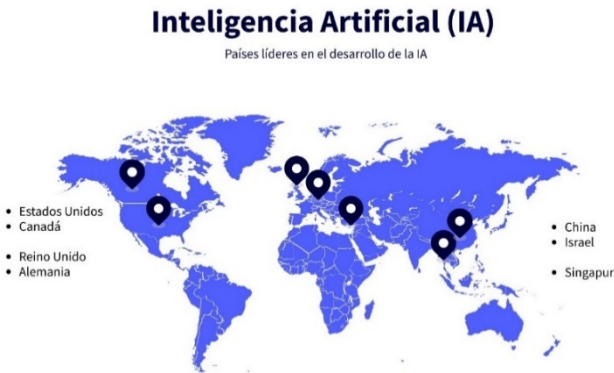 Inteligencia Artificial (IA)
Países líderes en el desarrollo de la IA
• Estados Unidos
• Canadá
• Reino Unido
• Alemania
• China
• Israel
• Singapur